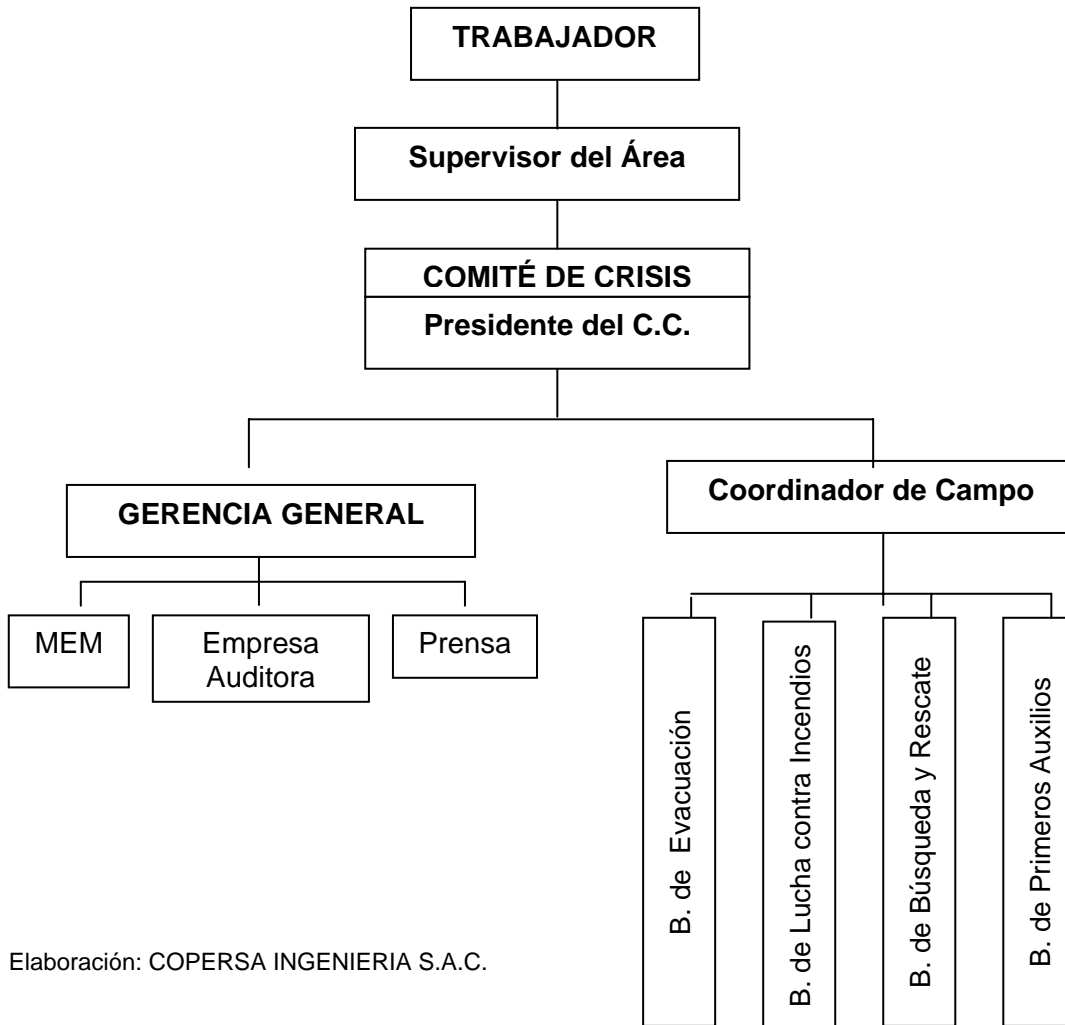 TRABAJADOR
Supervisor del Área
COMITÉ DE CRISIS
Presidente del C.C.
GERENCIA GENERAL
Coordinador de Campo
MEM
Empresa
Auditora
Prensa
B. de Evacuación
B. de Lucha contra Incendios
B. de Búsqueda y Rescate
B. de Primeros Auxilios
Elaboración: COPERSA INGENIERIA S.A.C.